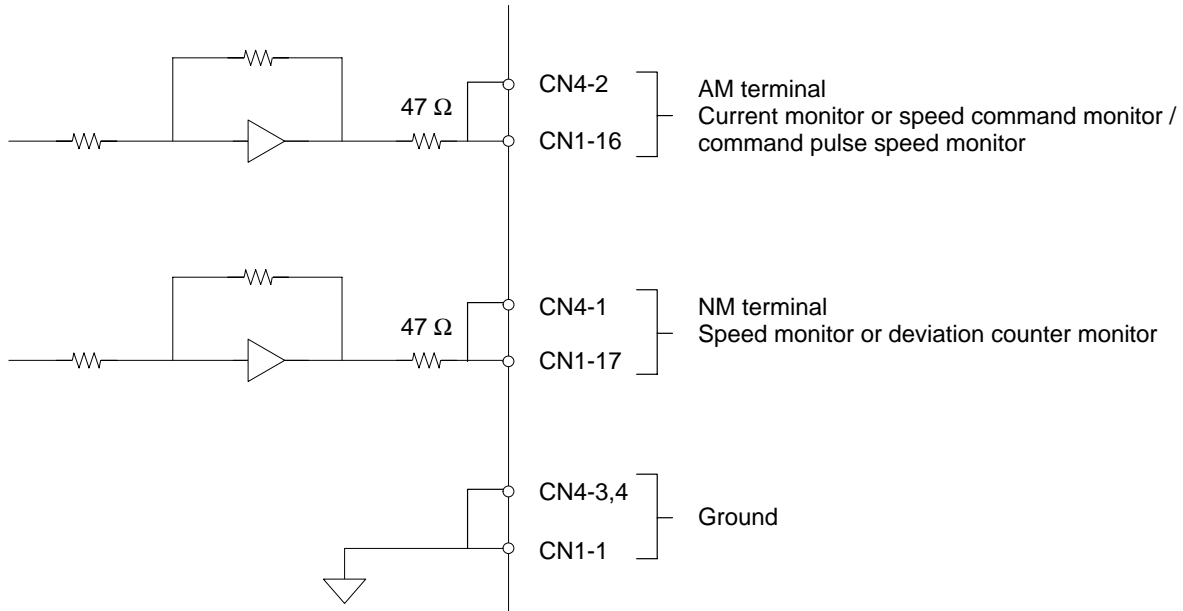 47 Ω
CN4-2
CN1-16
AM terminal
Current monitor or speed command monitor /
command pulse speed monitor
47 Ω
CN4-1
CN1-17
NM terminal
Speed monitor or deviation counter monitor
CN4-3,4
CN1-1
Ground